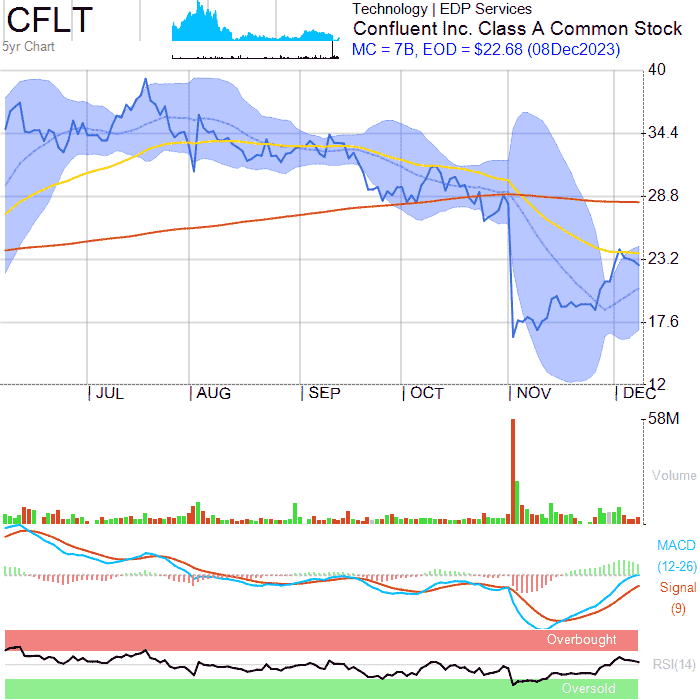 CFLT
5yr Chart
Technology | EDP Services
Confluent Inc. Class A Common Stock
MC = 7B, EOD = $22.68 (08Dec2023)
40
34.4
28.8
23.2
17.6
12
JUL AUG SEP OCT NOV DEC
58M
Volume
MACD
(12-26)
Signal
(9)
Overbought
RSI(14)
Oversold